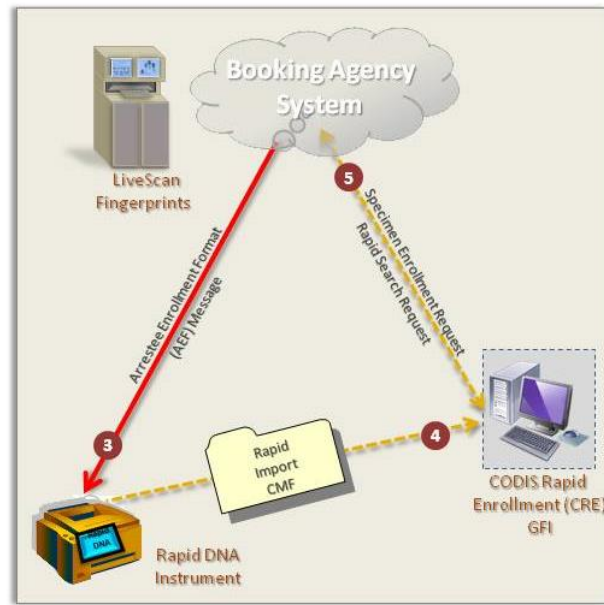 Booking Agency
System
LiveScan
Fingerprints
5
Specimen Enrollment Request
Rapid Search Request
Arrestee Enrollment Format
(AEF) Message
3
4
Rapid
Import
CMF
DNA
Rapid DNA
Instrument
CODIS Rapid
Enrollment (CRE)
GFI